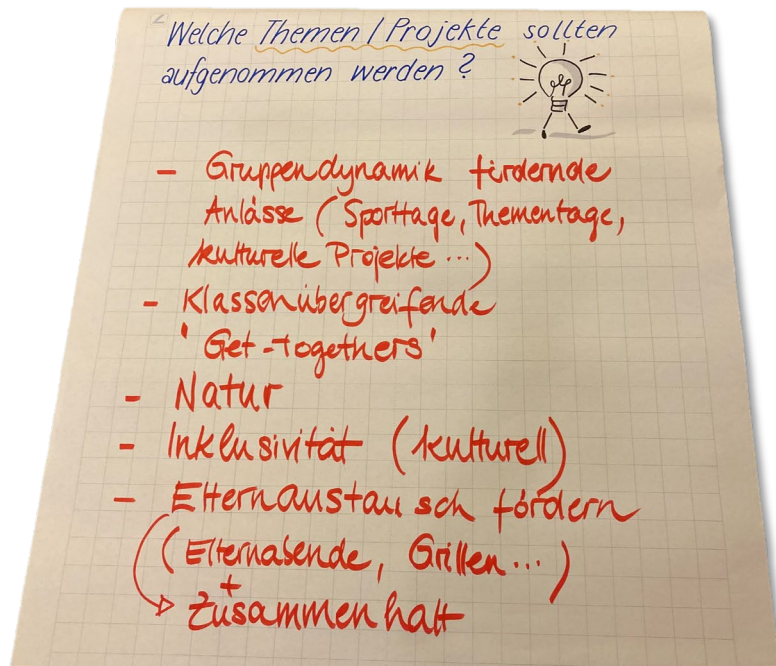 Welche Themen / Projekte sollten
aufgenommen werden ?
- Gruppendynamik fördernde
Anlässe ( Sporttage, Thementage,
kulturelle Projekte ... )
- Klassenübergreifende
' Get-togethers '
- Natur
- Inklusivität ( kulturell )
- Elternaustausch fördern
( Elternabende, Grillen ... )
+
Zusammenhalt